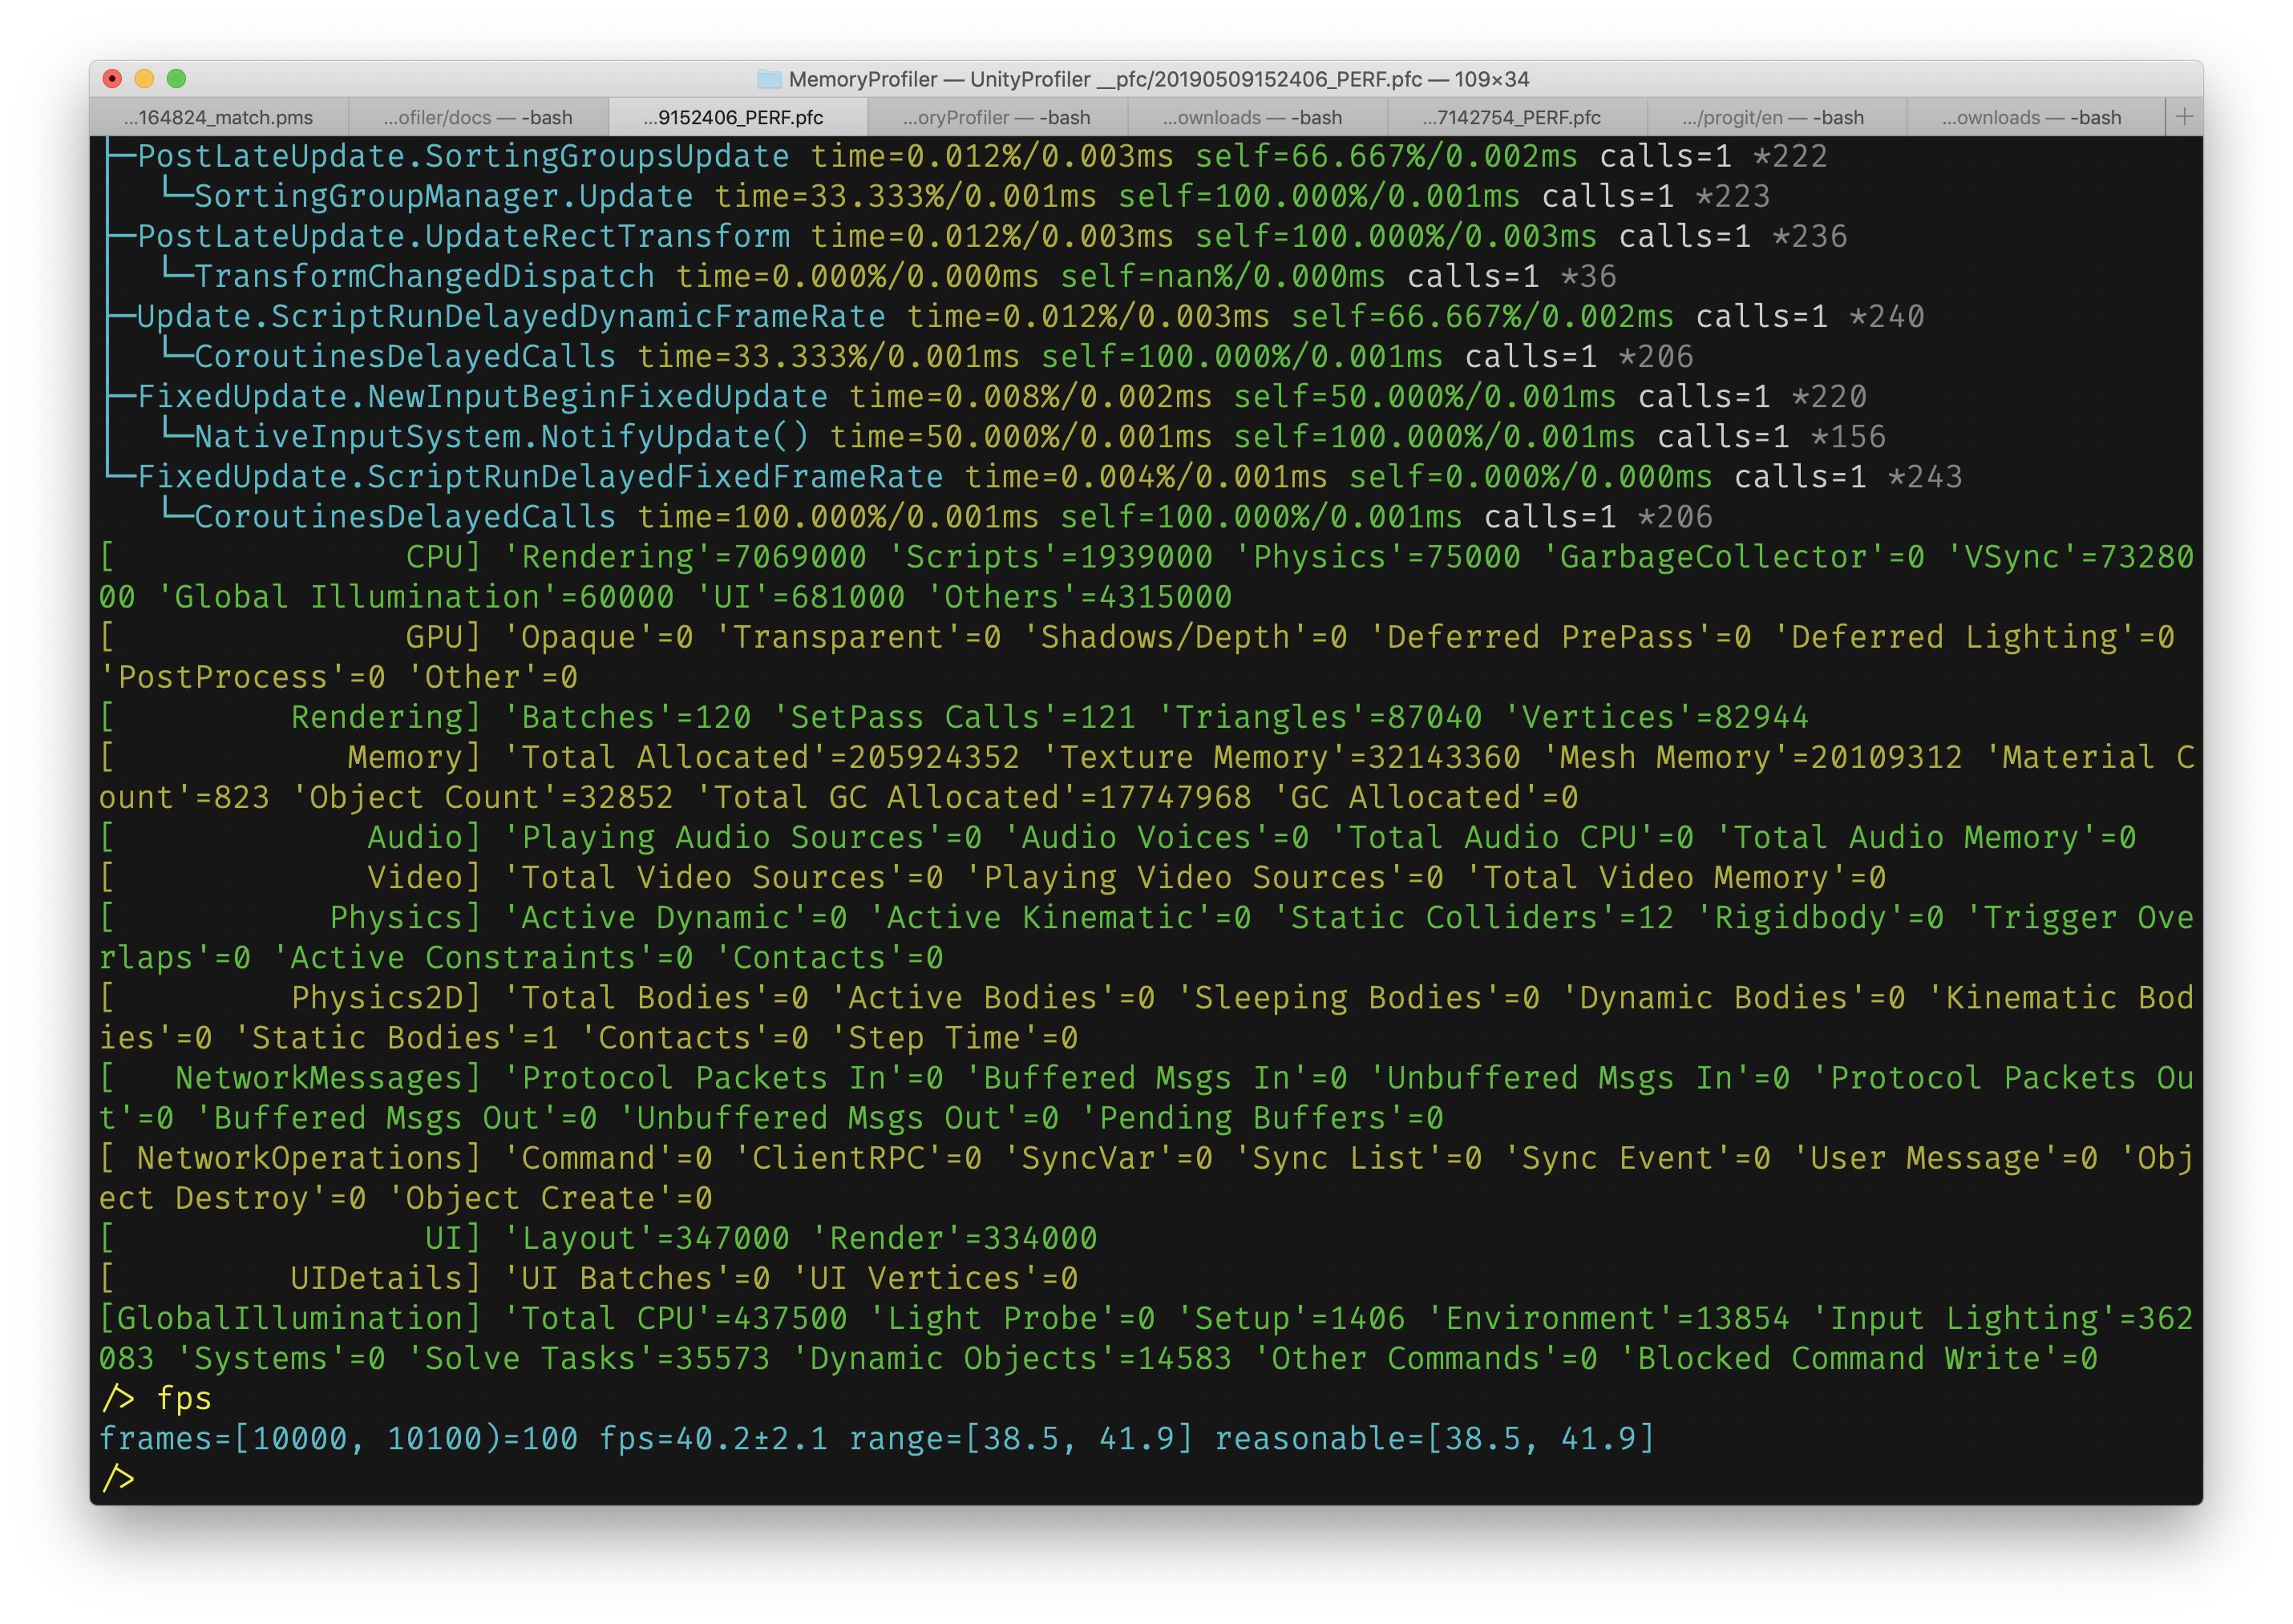 MemoryProfiler — UnityProfiler __pfc/20190509152406_PERF.pfc — 109×34
...164824_match.pms ...ofiler/docs — -bash ...9152406_PERF.pfc ...oryProfiler — -bash ...ownloads — -bash ...7142754_PERF.pfc .../progit/en — -bash ...ownloads — -bash +
├─PostLateUpdate.SortingGroupsUpdate time=0.012%/0.003ms self=66.667%/0.002ms calls=1 *222
│  └─SortingGroupManager.Update time=33.333%/0.001ms self=100.000%/0.001ms calls=1 *223
├─PostLateUpdate.UpdateRectTransform time=0.012%/0.003ms self=100.000%/0.003ms calls=1 *236
│  └─TransformChangedDispatch time=0.000%/0.000ms self=nan%/0.000ms calls=1 *36
├─Update.ScriptRunDelayedDynamicFrameRate time=0.012%/0.003ms self=66.667%/0.002ms calls=1 *240
│  └─CoroutinesDelayedCalls time=33.333%/0.001ms self=100.000%/0.001ms calls=1 *206
├─FixedUpdate.NewInputBeginFixedUpdate time=0.008%/0.002ms self=50.000%/0.001ms calls=1 *220
│  └─NativeInputSystem.NotifyUpdate() time=50.000%/0.001ms self=100.000%/0.001ms calls=1 *156
└─FixedUpdate.ScriptRunDelayedFixedFrameRate time=0.004%/0.001ms self=0.000%/0.000ms calls=1 *243
   └─CoroutinesDelayedCalls time=100.000%/0.001ms self=100.000%/0.001ms calls=1 *206
[               CPU] 'Rendering'=7069000 'Scripts'=1939000 'Physics'=75000 'GarbageCollector'=0 'VSync'=73280
00 'Global Illumination'=60000 'UI'=681000 'Others'=4315000
[               GPU] 'Opaque'=0 'Transparent'=0 'Shadows/Depth'=0 'Deferred PrePass'=0 'Deferred Lighting'=0
'PostProcess'=0 'Other'=0
[         Rendering] 'Batches'=120 'SetPass Calls'=121 'Triangles'=87040 'Vertices'=82944
[            Memory] 'Total Allocated'=205924352 'Texture Memory'=32143360 'Mesh Memory'=20109312 'Material C
ount'=823 'Object Count'=32852 'Total GC Allocated'=17747968 'GC Allocated'=0
[             Audio] 'Playing Audio Sources'=0 'Audio Voices'=0 'Total Audio CPU'=0 'Total Audio Memory'=0
[             Video] 'Total Video Sources'=0 'Playing Video Sources'=0 'Total Video Memory'=0
[           Physics] 'Active Dynamic'=0 'Active Kinematic'=0 'Static Colliders'=12 'Rigidbody'=0 'Trigger Ove
rlaps'=0 'Active Constraints'=0 'Contacts'=0
[         Physics2D] 'Total Bodies'=0 'Active Bodies'=0 'Sleeping Bodies'=0 'Dynamic Bodies'=0 'Kinematic Bod
ies'=0 'Static Bodies'=1 'Contacts'=0 'Step Time'=0
[   NetworkMessages] 'Protocol Packets In'=0 'Buffered Msgs In'=0 'Unbuffered Msgs In'=0 'Protocol Packets Ou
t'=0 'Buffered Msgs Out'=0 'Unbuffered Msgs Out'=0 'Pending Buffers'=0
[ NetworkOperations] 'Command'=0 'ClientRPC'=0 'SyncVar'=0 'Sync List'=0 'Sync Event'=0 'User Message'=0 'Obj
ect Destroy'=0 'Object Create'=0
[                UI] 'Layout'=347000 'Render'=334000
[         UIDetails] 'UI Batches'=0 'UI Vertices'=0
[GlobalIllumination] 'Total CPU'=437500 'Light Probe'=0 'Setup'=1406 'Environment'=13854 'Input Lighting'=362
083 'Systems'=0 'Solve Tasks'=35573 'Dynamic Objects'=14583 'Other Commands'=0 'Blocked Command Write'=0
/> fps
frames=[10000, 10100)=100 fps=40.2±2.1 range=[38.5, 41.9] reasonable=[38.5, 41.9]
/>